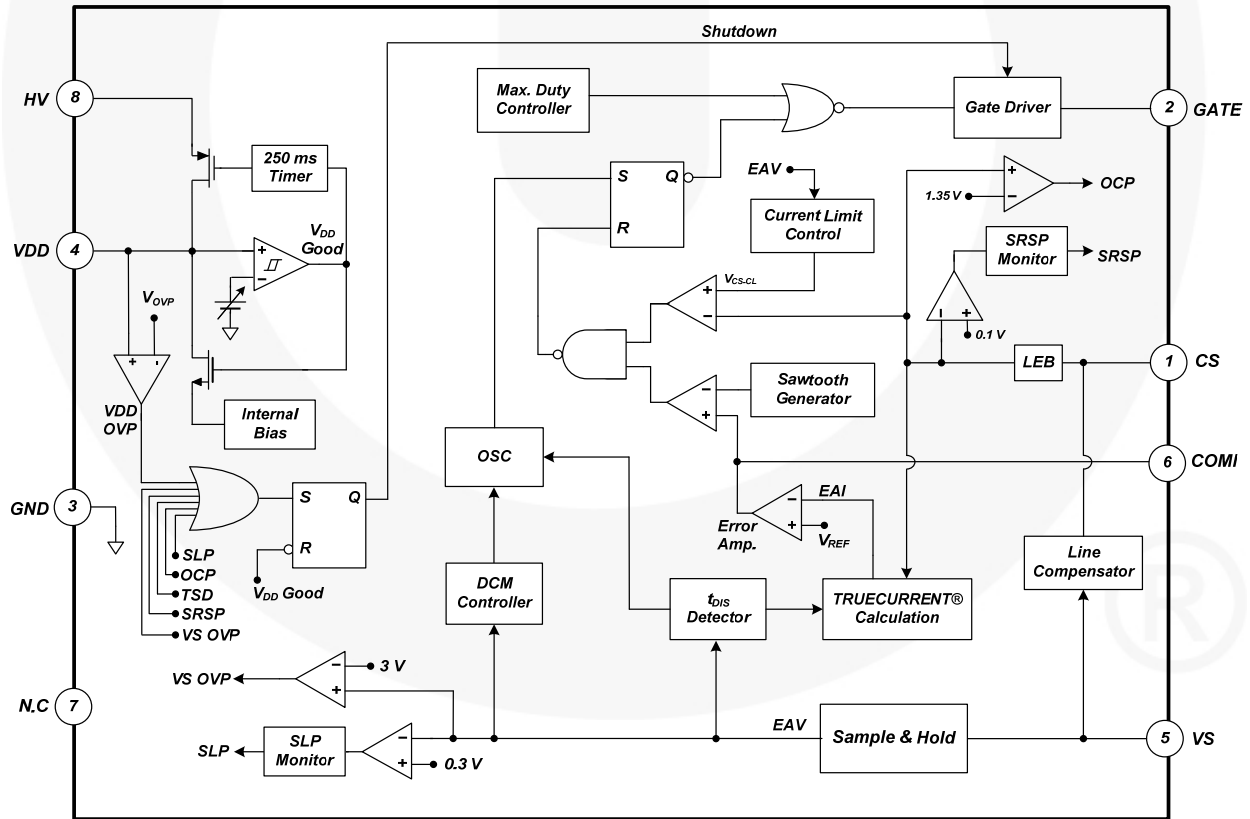 Shutdown
HV
8
Max. Duty
Controller
Gate Driver
2
GATE
250 ms
Timer
S
Q
R
EAV
Current Limit
Control
+
1.35 V
−
OCP
VDD
4
VDD
Good
+
−
SRSP
Monitor
SRSP
VOVP
VCS-CL
+
−
−
+
0.1 V
+
-
LEB
1
CS
VDD
OVP
Internal
Bias
−
+
Sawtooth
Generator
OSC
6
COMI
GND
3
S
Q
R
VDD Good
SLP
OCP
TSD
SRSP
VS OVP
Error
Amp.
−
+
EAI
VREF
Line
Compensator
DCM
Controller
tDIS
Detector
TRUECURRENT®
Calculation
VS OVP
−
+
3 V
N.C
7
SLP
SLP
Monitor
−
+
0.3 V
EAV
Sample & Hold
5
VS
®